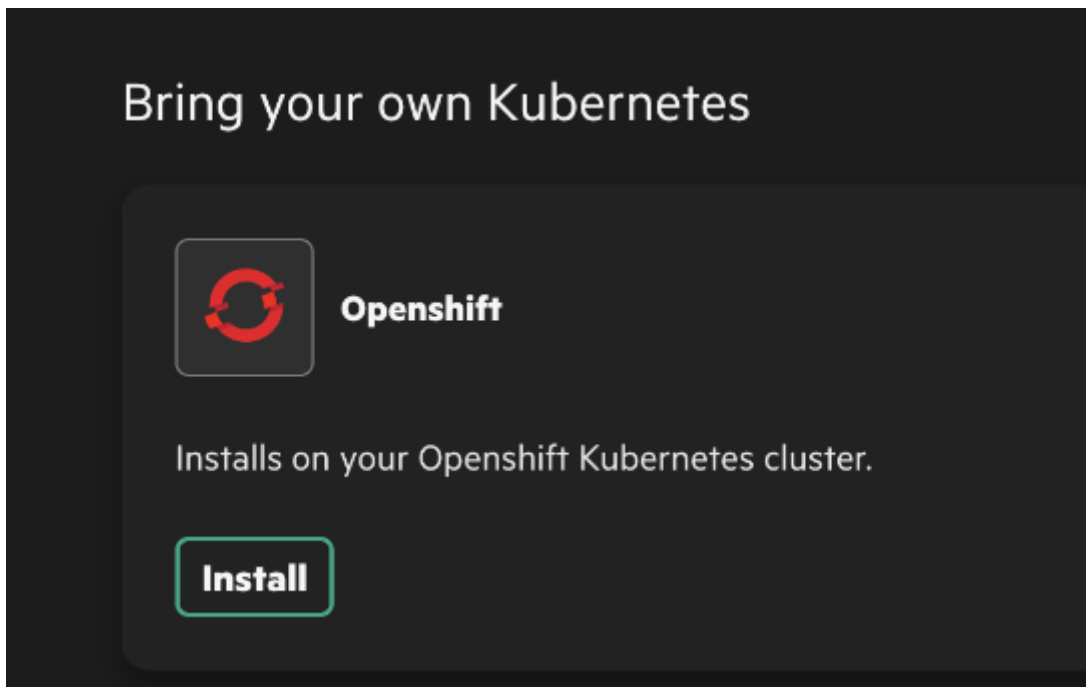 Bring your own Kubernetes
Openshift
Installs on your Openshift Kubernetes cluster.
Install